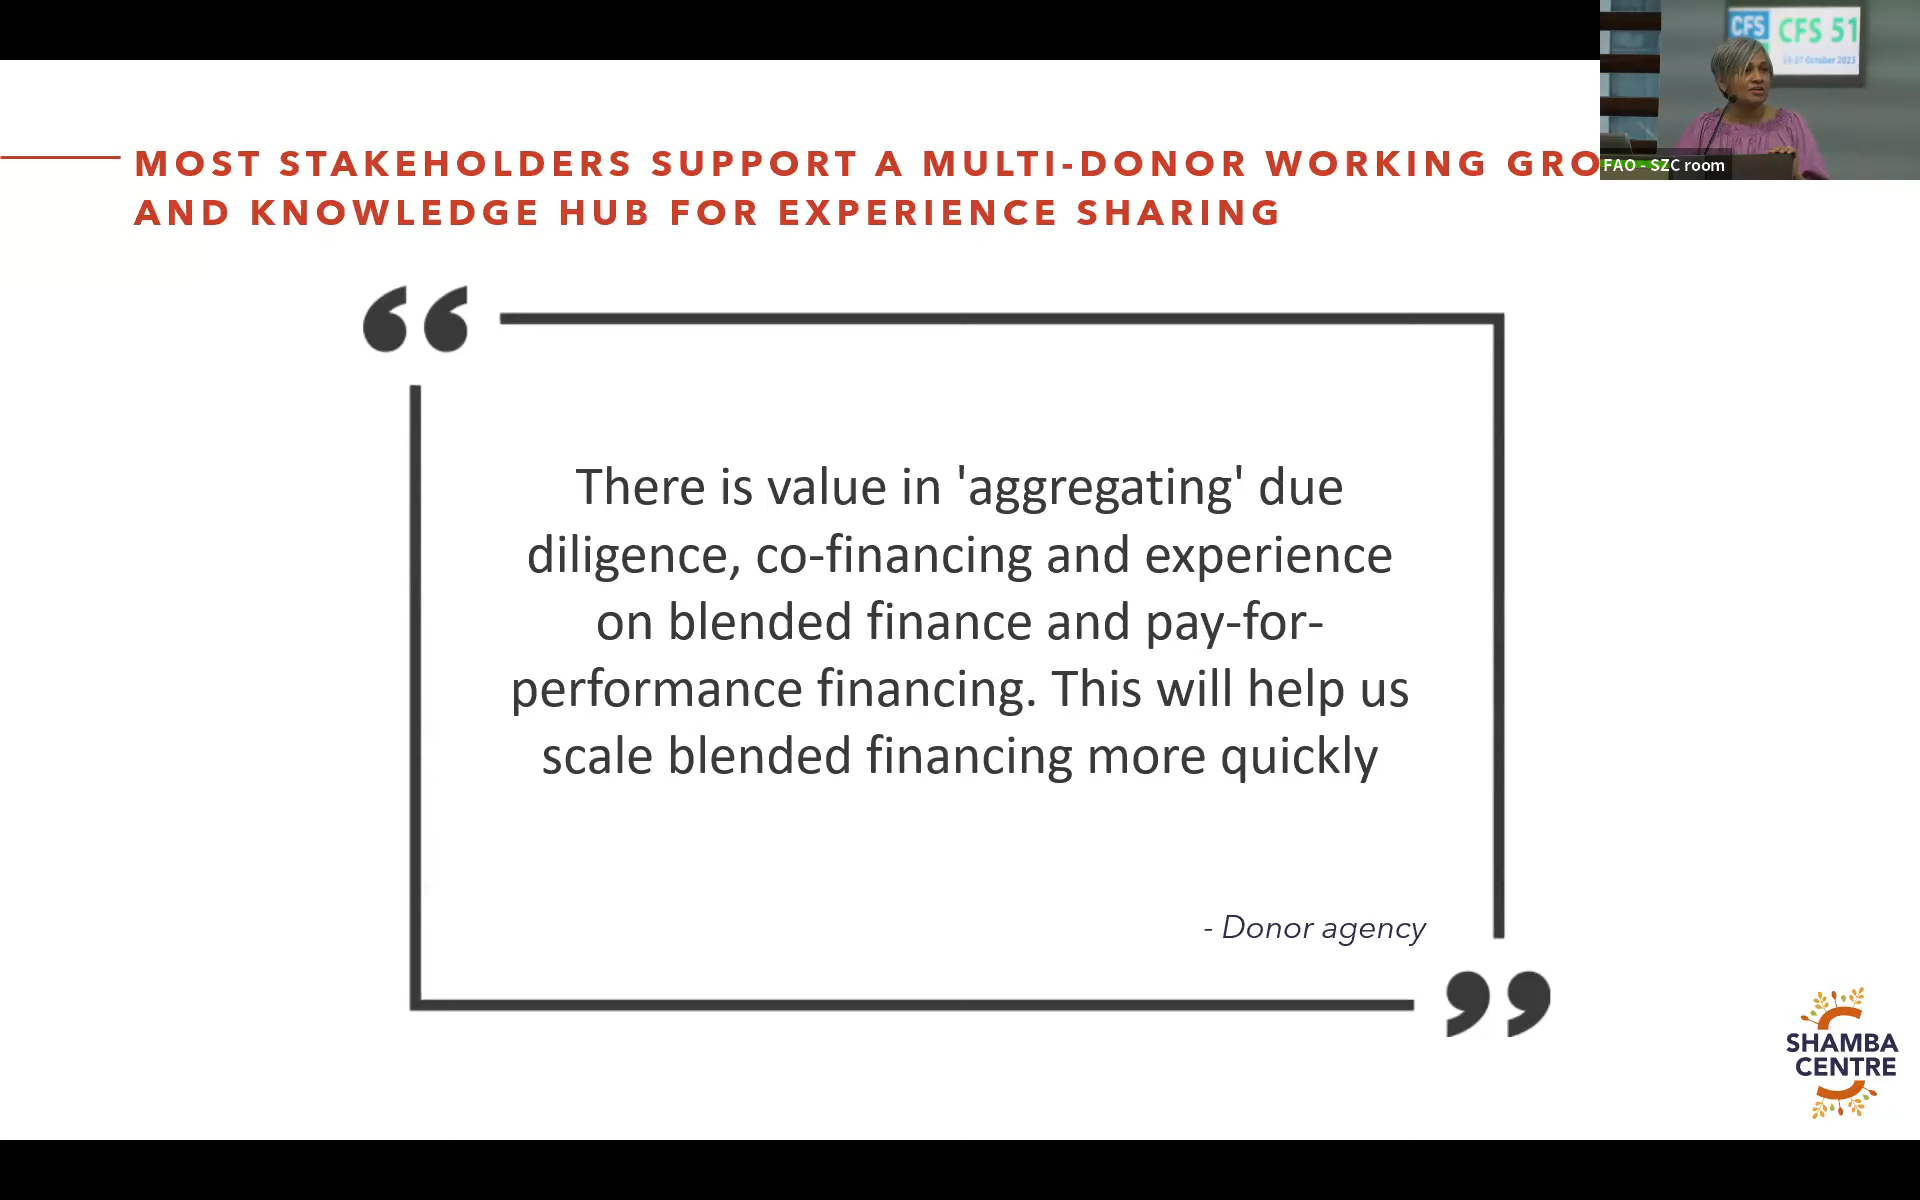 CFS
CFS 51
FAO - SZC room
MOST STAKEHOLDERS SUPPORT A MULTI-DONOR WORKING GRO
AND KNOWLEDGE HUB FOR EXPERIENCE SHARING
“
There is value in 'aggregating' due
diligence, co-financing and experience
on blended finance and pay-for-
performance financing. This will help us
scale blended financing more quickly
- Donor agency
”
SHAMBA
CENTRE